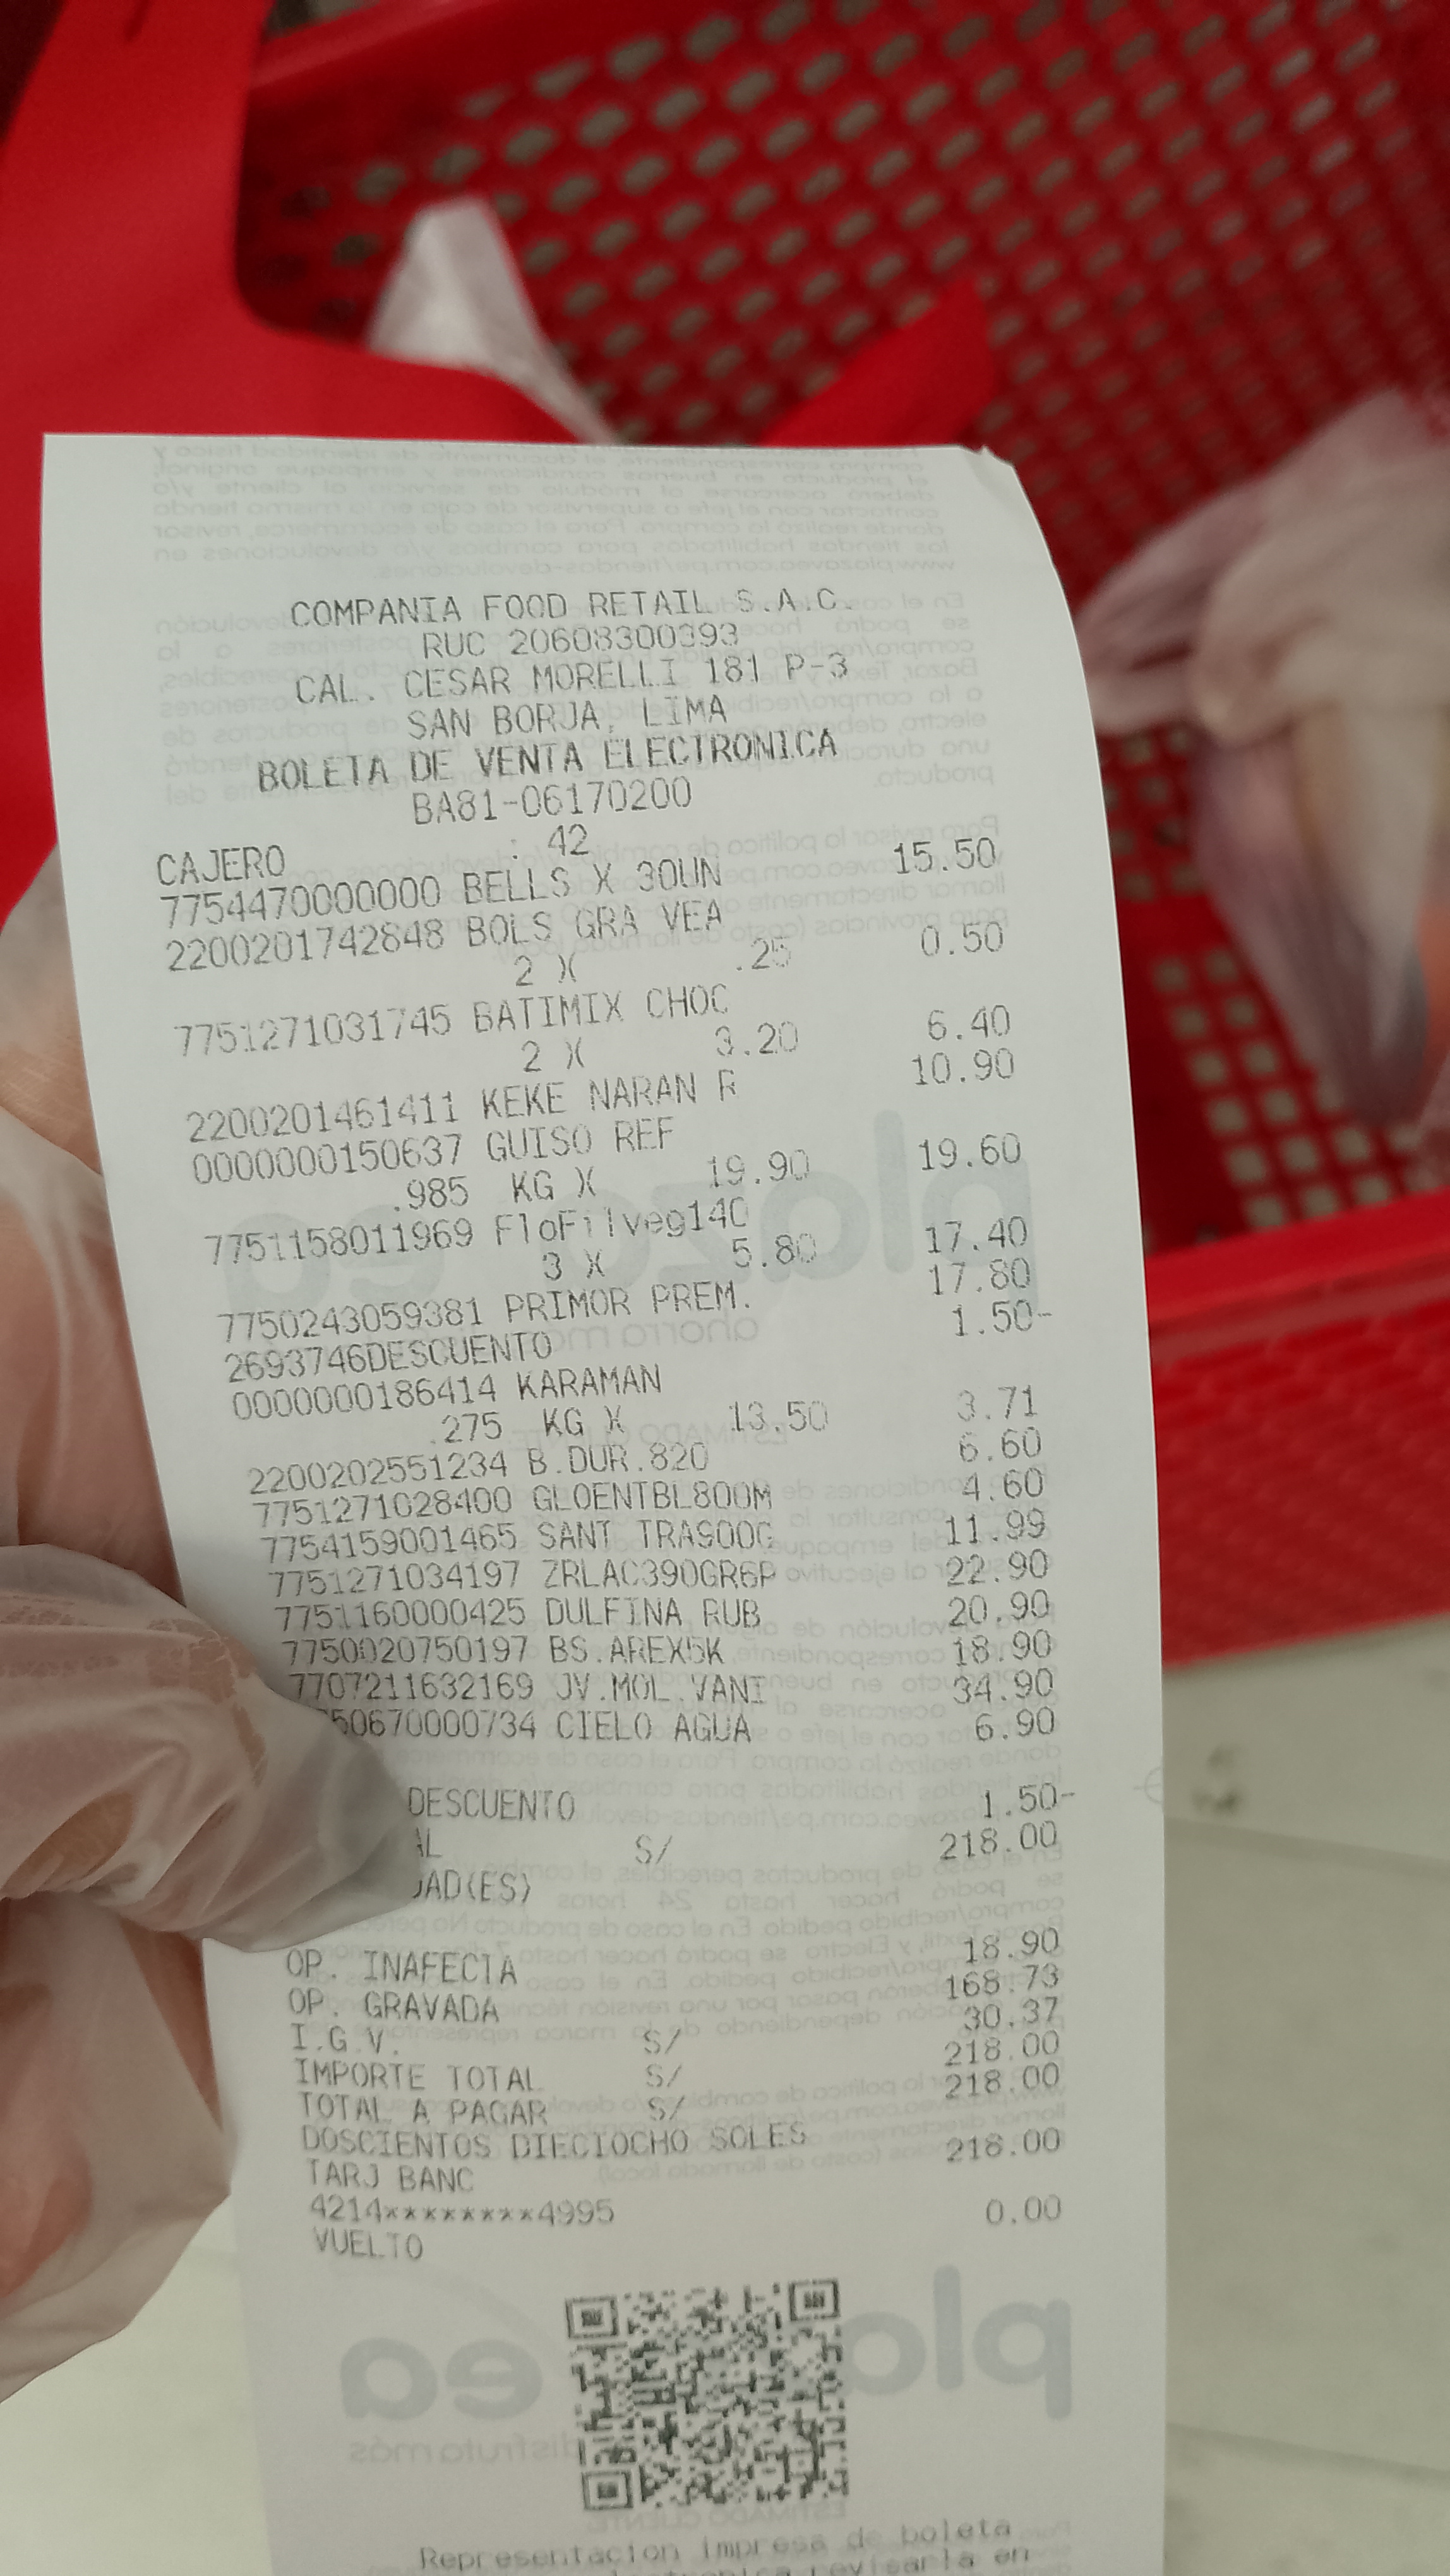 COMPANIA FOOD RETAIL S.A.C.
RUC 20608300393
CAL. CESAR MORELLI 181 P-3
SAN BORJA, LIMA
BOLETA DE VENTA ELECTRONICA
BA81-06170200
CAJERO : 42
7754470000000 BELLS X 30UN 15.50
2200201742848 BOLS GRA VEA
2 X .25 0.50
7751271031745 BATIMIX CHOC
2 X 3.20 6.40
2200201461411 KEKE NARAN R 10.90
0000000150637 GUISO REF
.985 KG X 19.90 19.60
7751158011969 FloFilveg140
3 X 5.80 17.40
7750243059381 PRIMOR PREM. 17.80
2693746DESCUENTO 1.50-
0000000186414 KARAMAN
.275 KG X 13.50 3.71
2200202551234 B.DUR.820 6.60
7751271028400 GLOENTBL800M 4.60
7754159001465 SANT TRAS00G 11.99
7751271034197 ZRLAC390GR6P 22.90
7751160000425 DULFINA RUB 20.90
7750020750197 BS.AREX5K 18.90
7707211632169 JV.MOL.VANI 34.90
50670000734 CIELO AGUA 6.90
DESCUENTO 1.50-
AL S/ 218.00
DAD(ES)
OP. INAFECTA 18.90
OP. GRAVADA 168.73
I.G.V. S/ 30.37
IMPORTE TOTAL S/ 218.00
TOTAL A PAGAR S/ 218.00
DOSCIENTOS DIECIOCHO SOLES
TARJ BANC 218.00
4214********4995
VUELTO 0.00
Representacion impresa de boleta
revisarla en